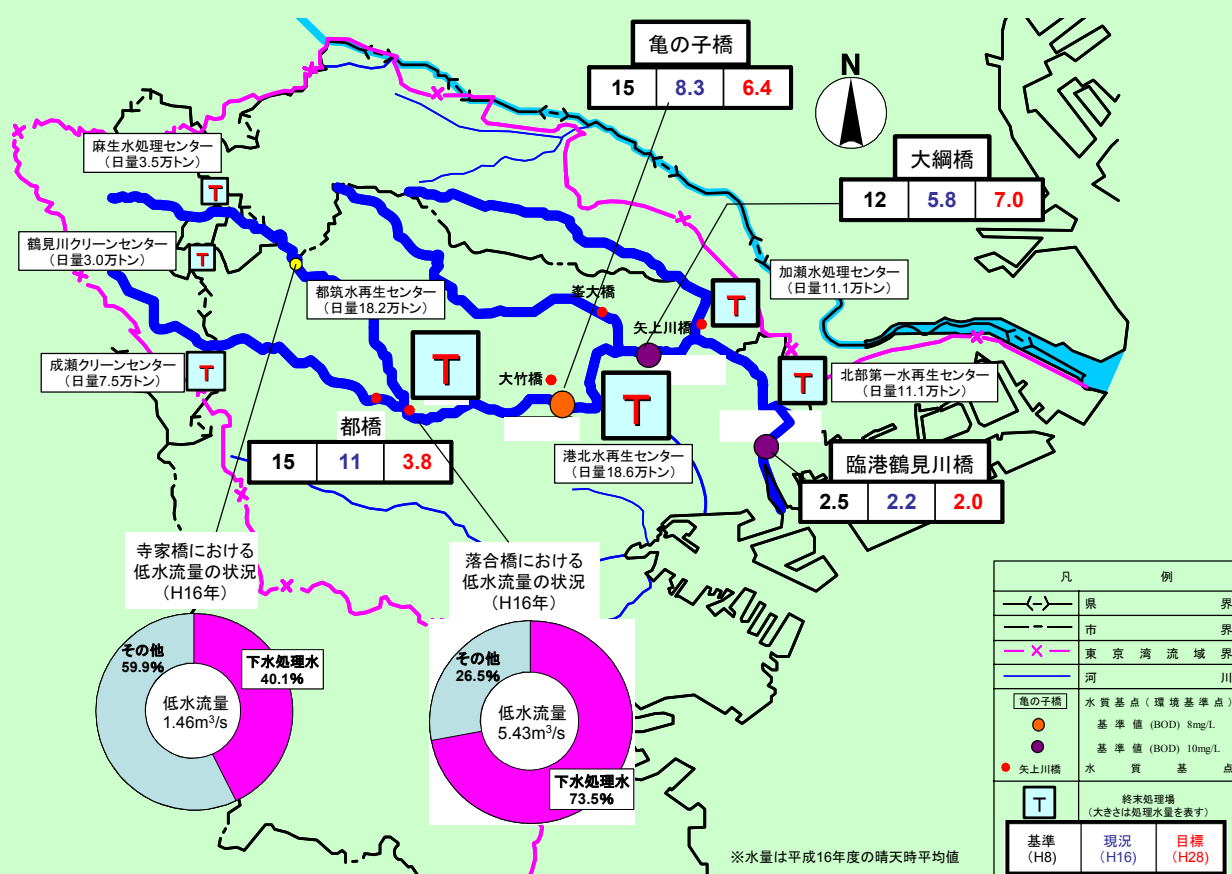 亀の子橋
15 8.3 6.4
N
大綱橋
12 5.8 7.0
麻生水処理センター
(日量3.5万トン)
鶴見川クリーンセンター
(日量3.0万トン)
都筑水再生センター
(日量18.2万トン)
加瀬水処理センター
(日量11.1万トン)
峯大橋
矢上川橋
T
T
T
T
T
T
T
成瀬クリーンセンター
(日量7.5万トン)
大竹橋
北部第一水再生センター
(日量11.1万トン)
都橋
15 11 3.8
港北水再生センター
(日量18.6万トン)
臨港鶴見川橋
2.5 2.2 2.0
寺家橋における
低水流量の状況
(H16年)
その他
59.9%
下水処理水
40.1%
低水流量
1.46m³/s
落合橋における
低水流量の状況
(H16年)
その他
26.5%
低水流量
5.43m³/s
下水処理水
73.5%
凡 例
県 界
市 界
東 京 湾 流 域 界
河 川
亀の子橋 水 質 基 点 ( 環 境 基 準 点 )
基 準 値 (BOD) 8mg/L
基 準 値 (BOD) 10mg/L
矢上川橋 水 質 基 点
T 終末処理場
(大きさは処理水量を表す)
基準 現況 目標
(H8) (H16) (H28)
※水量は平成16年度の晴天時平均値